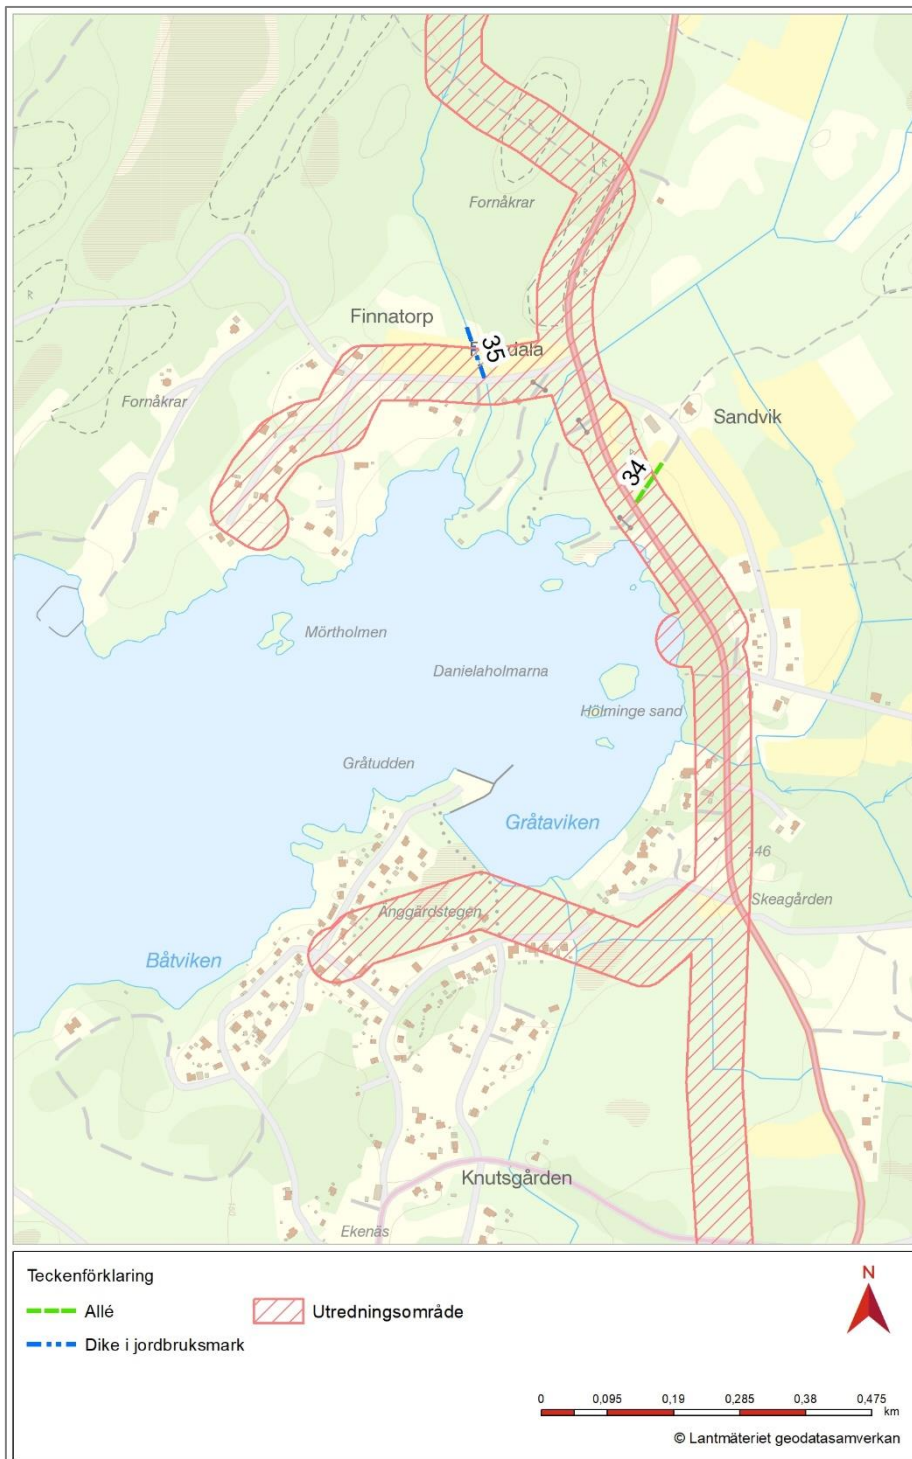 Fornåkrar
Finnatorp
35
dala
Fornåkrar
Sandvik
34
Mörtholmen
Danielaholmarna
Hölminge sand
Gråtudden
Gråtaviken
146
Skeagården
Änggärdstegen
Båtviken
Knutsgården
Ekenäs
Teckenförklaring
Allé
Utredningsområde
Dike i jordbruksmark
N
0 0,095 0,19 0,285 0,38 0,475
km
© Lantmäteriet geodatasamverkan